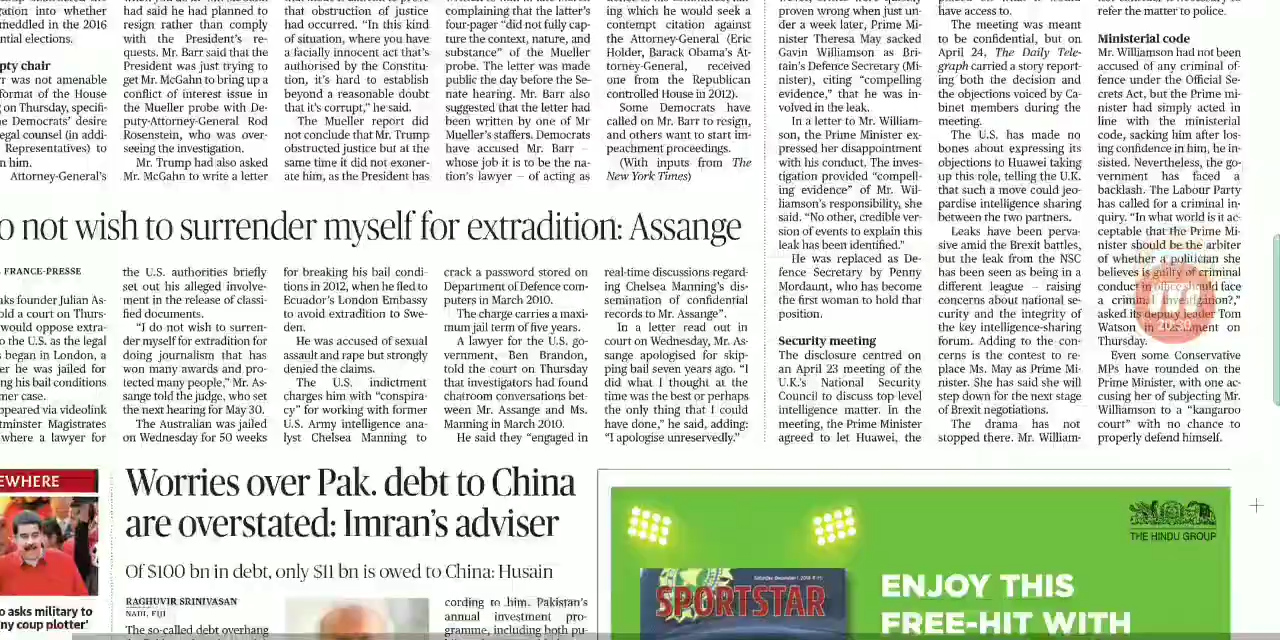 gation into whether
meddled in the 2016
ntial elections.
pty chair
rr was not amenable
format of the House
g on Thursday, specifi-
e Democrats' desire
egal counsel (in addi-
Representatives) to
n him.
Attorney-General's
said he had planned to
resign rather than comply
with the President's re-
quests. Mr. Barr said that the
President was just trying to
get Mr. McGahn to bring up a
conflict of interest issue in
the Mueller probe with De-
puty-Attorney-General Rod
Rosenstein, who was over-
seeing the investigation.
Mr. Trump had also asked
Mr. McGahn to write a letter
that obstruction of justice
had occurred. "In this kind
of situation, where you have
a facially innocent act that's
authorised by the Constitu-
tion, it's hard to establish
beyond a reasonable doubt
that it's corrupt," he said.
The Mueller report did
not conclude that Mr. Trump
obstructed justice but at the
same time it did not exoner-
ate him, as the President has
complaining that the latter's
four-pager "did not fully cap-
ture the context, nature, and
substance" of the Mueller
probe. The letter was made
public the day before the Se-
nate hearing. Mr. Barr also
suggested that the letter had
been written by one of Mr
Mueller's staffers. Democrats
have accused Mr. Barr –
whose job it is to be the na-
tion's lawyer – of acting as
ing which he would seek a
contempt citation against
the Attorney-General (Eric
Holder, Barack Obama's At-
torney-General, received
one from the Republican
controlled House in 2012).
Some Democrats have
called on Mr. Barr to resign,
and others want to start im-
peachment proceedings.
(With inputs from The
New York Times)
o not wish to surrender myself for extradition: Assange
FRANCE-PRESSE
aks founder Julian As-
old a court on Thurs-
would oppose extra-
o the U.S. as the legal
s began in London, a
er he was jailed for
ng his bail conditions
mer case.
ppeared via videolink
tminster Magistrates
where a lawyer for
the U.S. authorities briefly
set out his alleged involve-
ment in the release of classi-
fied documents.
"I do not wish to surren-
der myself for extradition for
doing journalism that has
won many awards and pro-
tected many people," Mr. As-
sange told the judge, who set
the next hearing for May 30.
The Australian was jailed
on Wednesday for 50 weeks
for breaking his bail condi-
tions in 2012, when he fled to
Ecuador's London Embassy
to avoid extradition to Swe-
den.
He was accused of sexual
assault and rape but strongly
denied the claims.
The U.S. indictment
charges him with "conspira-
cy" for working with former
U.S. Army intelligence ana-
lyst Chelsea Manning to
crack a password stored on
Department of Defence com-
puters in March 2010.
The charge carries a maxi-
mum jail term of five years.
A lawyer for the U.S. go-
vernment, Ben Brandon,
told the court on Thursday
that investigators had found
chatroom conversations bet-
ween Mr. Assange and Ms.
Manning in March 2010.
He said they "engaged in
real-time discussions regard-
ing Chelsea Manning's dis-
semination of confidential
records to Mr. Assange".
In a letter read out in
court on Wednesday, Mr. As-
sange apologised for skip-
ping bail seven years ago. "I
did what I thought at the
time was the best or perhaps
the only thing that I could
have done," he said, adding:
"I apologise unreservedly."
proven wrong when just un-
der a week later, Prime Mi-
nister Theresa May sacked
Gavin Williamson as Bri-
tain's Defence Secretary (Mi-
nister), citing "compelling
evidence," that he was in-
volved in the leak.
In a letter to Mr. William-
son, the Prime Minister ex-
pressed her disappointment
with his conduct. The inves-
tigation provided "compell-
ing evidence" of Mr. Wil-
liamson's responsibility, she
said. "No other, credible ver-
sion of events to explain this
leak has been identified."
He was replaced as De-
fence Secretary by Penny
Mordaunt, who has become
the first woman to hold that
position.
Security meeting
The disclosure centred on
an April 23 meeting of the
U.K.'s National Security
Council to discuss top-level
intelligence matter. In the
meeting, the Prime Minister
agreed to let Huawei, the
have access to.
The meeting was meant
to be confidential, but on
April 24, The Daily Tele-
graph carried a story report-
ing both the decision and
the objections voiced by Ca-
binet members during the
meeting.
The U.S. has made no
bones about expressing its
objections to Huawei taking
up this role, telling the U.K.
that such a move could jeo-
pardise intelligence sharing
between the two partners.
Leaks have been perva-
sive amid the Brexit battles,
but the leak from the NSC
has been seen as being in a
different league – raising
concerns about national se-
curity and the integrity of
the key intelligence-sharing
forum. Adding to the con-
cerns is the contest to re-
place Ms. May as Prime Mi-
nister. She has said she will
step down for the next stage
of Brexit negotiations.
The drama has not
stopped there. Mr. William-
refer the matter to police.
Ministerial code
Mr. Williamson had not been
accused of any criminal of-
fence under the Official Se-
crets Act, but the Prime mi-
nister had simply acted in
line with the ministerial
code, sacking him after los-
ing confidence in him, he in-
sisted. Nevertheless, the go-
vernment has faced a
backlash. The Labour Party
has called for a criminal in-
quiry. "In what world is it ac-
ceptable that the Prime Mi-
nister should be the arbiter
of whether a politician she
believes is guilty of criminal
conduct in office should face
a criminal investigation?,"
asked its deputy leader Tom
Watson Parliament on
Thursday.
Even some Conservative
MPs have rounded on the
Prime Minister, with one ac-
cusing her of subjecting Mr.
Williamson to a "kangaroo
court" with no chance to
properly defend himself.
EWHERE
o asks military to
ny coup plotter'
Worries over Pak. debt to China
are overstated: Imran's adviser
Of $100 bn in debt, only $11 bn is owed to China: Husain
RAGHUVIR SRINIVASAN
NADI, FIJI
The so-called debt overhang
cording to him. Pakistan's
annual investment pro-
gramme, including both pu-
THE HINDU GROUP
SPORTSTAR
ENJOY THIS
FREE-HIT WITH
20:50